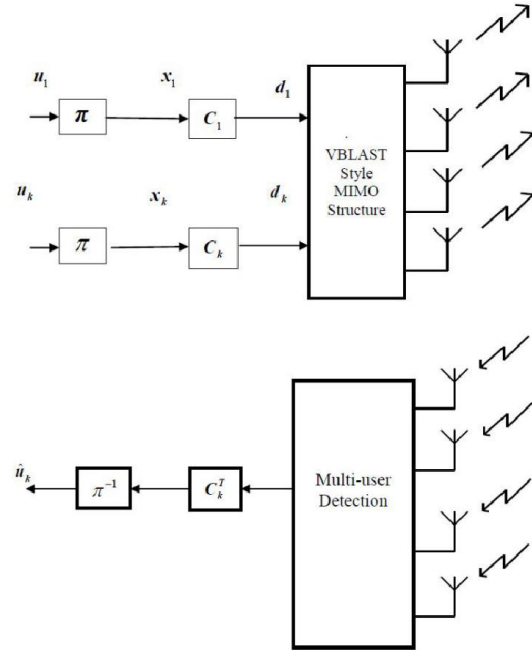 u₁ x₁ d₁
π C₁
VBLAST
Style
MIMO
Structure
uₖ xₖ dₖ
π Cₖ
Multi-user
Detection
ûₖ π⁻¹ Cₖᵀ